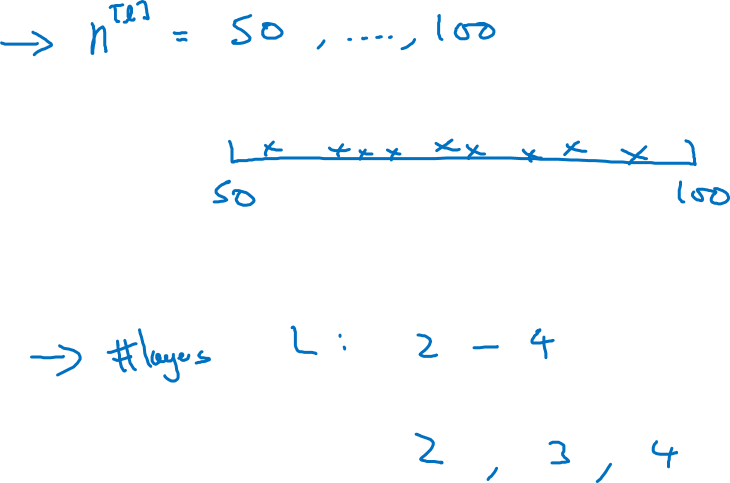 → n^[l] = 50 , ...., 100
50 100
→ #layers L : 2 - 4
2 , 3 , 4